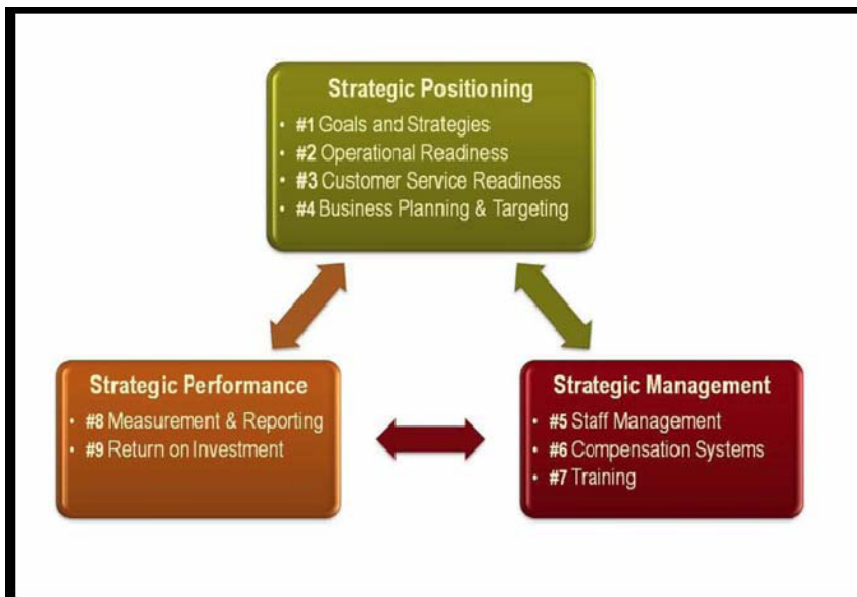 Strategic Positioning
• #1 Goals and Strategies
• #2 Operational Readiness
• #3 Customer Service Readiness
• #4 Business Planning & Targeting
Strategic Performance
• #8 Measurement & Reporting
• #9 Return on Investment
Strategic Management
• #5 Staff Management
• #6 Compensation Systems
• #7 Training